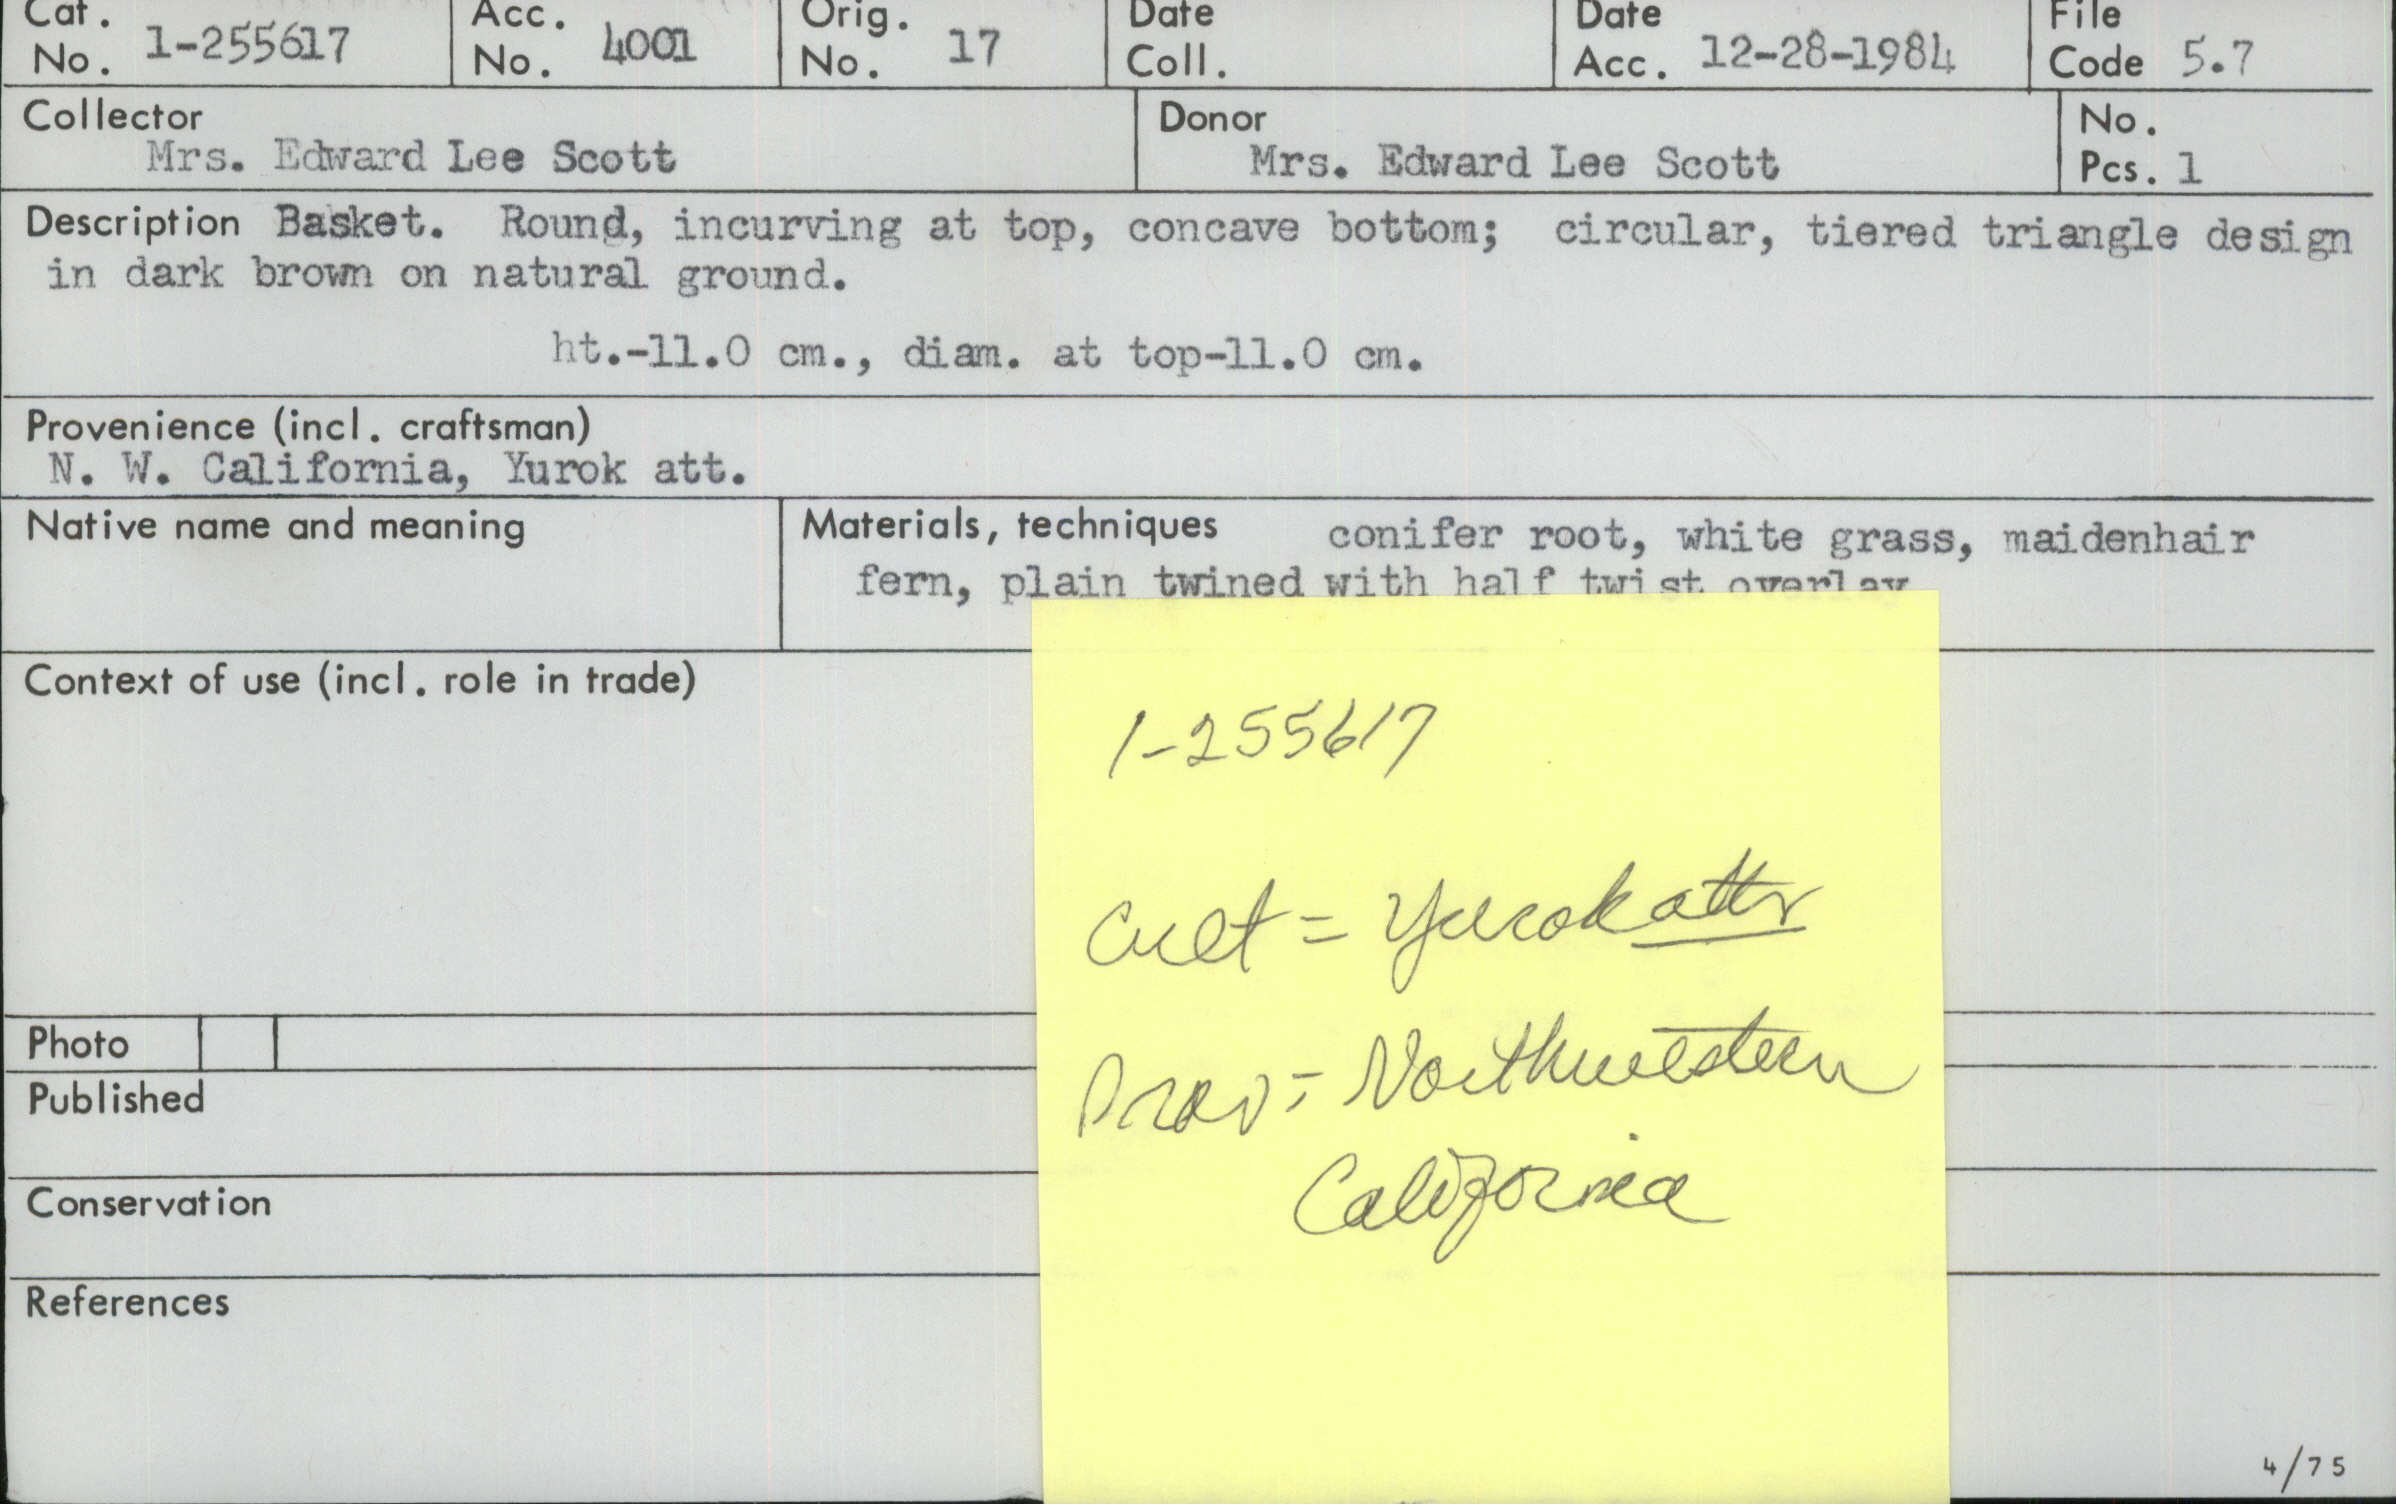 Cat. No. 1-255617 Acc. No. 4001 Orig. No. 17 Date Coll. Date Acc. 12-28-1984 File Code 5.7
Collector Mrs. Edward Lee Scott Donor Mrs. Edward Lee Scott No. Pcs. 1
Description Basket. Round, incurving at top, concave bottom; circular, tiered triangle design
in dark brown on natural ground.
ht.-11.0 cm., diam. at top-11.0 cm.
Provenience (incl. craftsman)
N. W. California, Yurok att.
Native name and meaning
Materials, techniques conifer root, white grass, maidenhair
fern, plain twined with half twist overlay
Context of use (incl. role in trade)
1-255617
Cult = Yurok attr
Prov = Northwestern
California
Photo
Published
Conservation
References
4/75